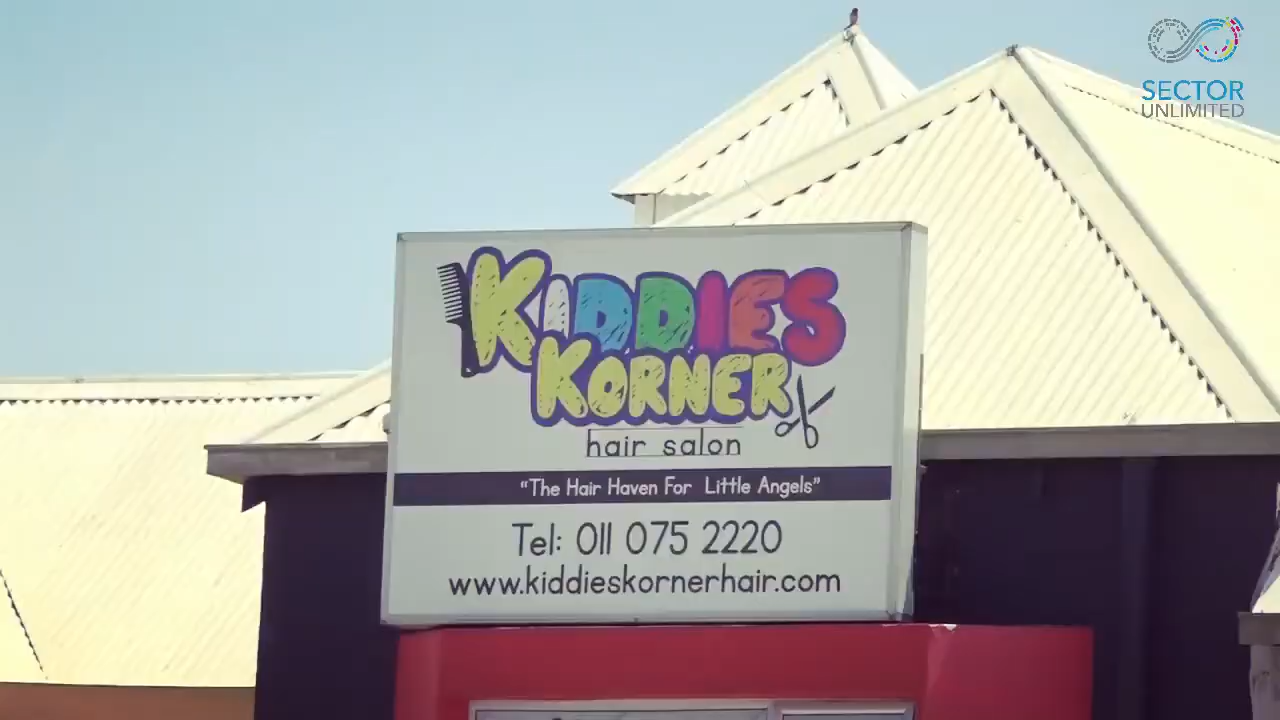 SECTOR
UNLIMITED
KIDDIES
KORNER
hair salon
"The Hair Haven For Little Angels"
Tel: 011 075 2220
www.kiddieskornerhair.com